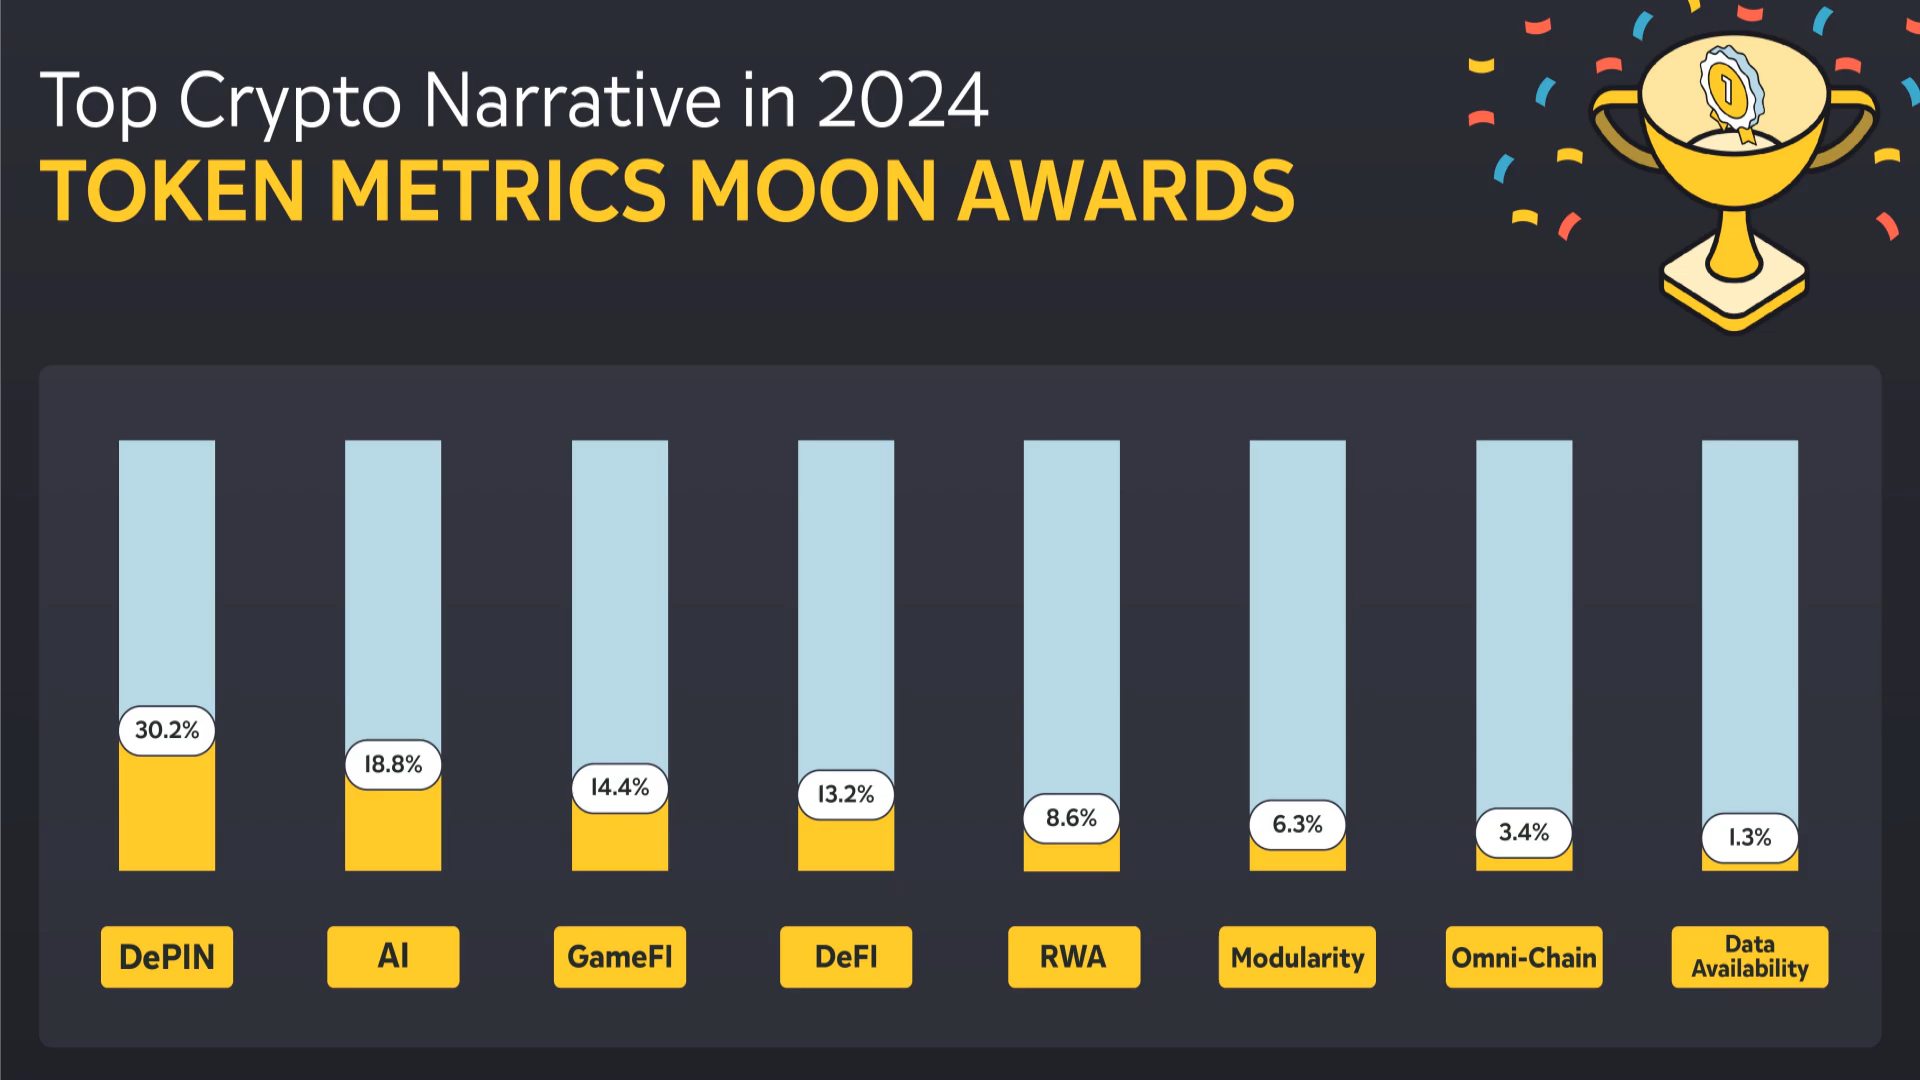 Top Crypto Narrative in 2024
TOKEN METRICS MOON AWARDS
1
30.2%
18.8%
14.4%
13.2%
8.6%
6.3%
3.4%
1.3%
DePIN
AI
GameFI
DeFI
RWA
Modularity
Omni-Chain
Data
Availability